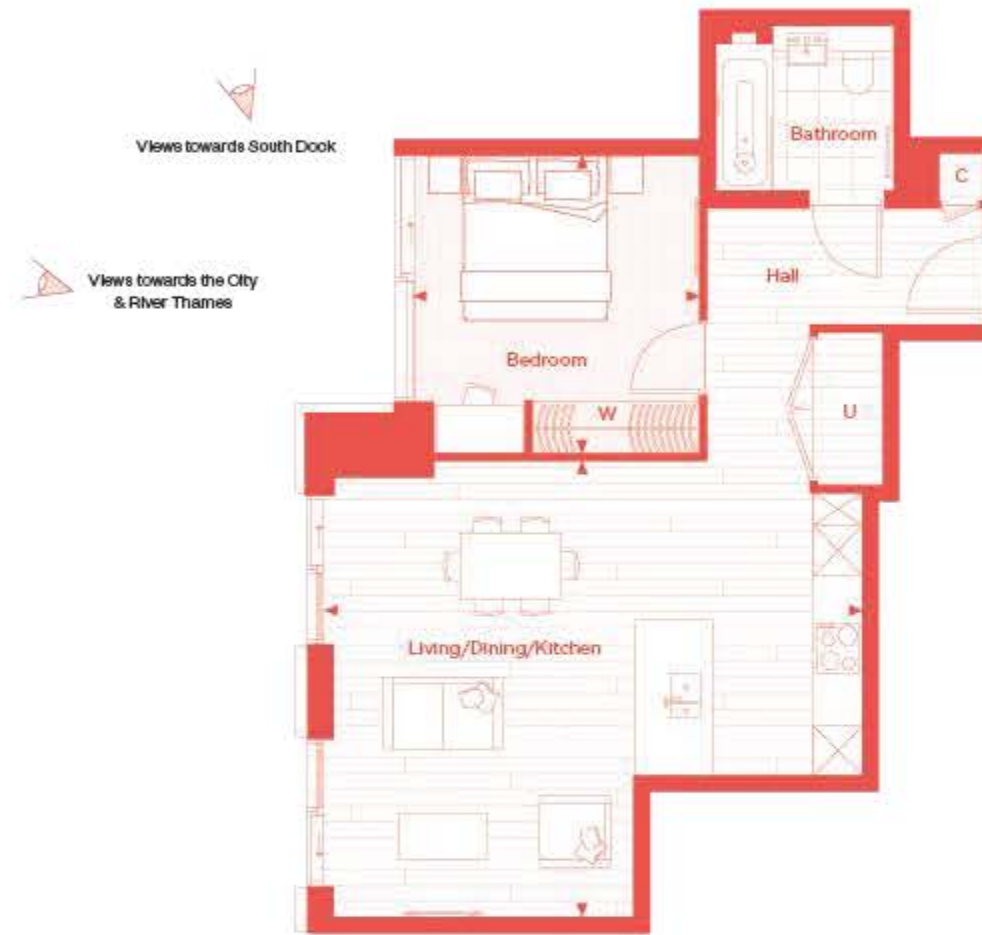 Views towards South Dock
Bathroom
C
Views towards the City
& River Thames
Hall
Bedroom
W
U
Living/Dining/Kitchen